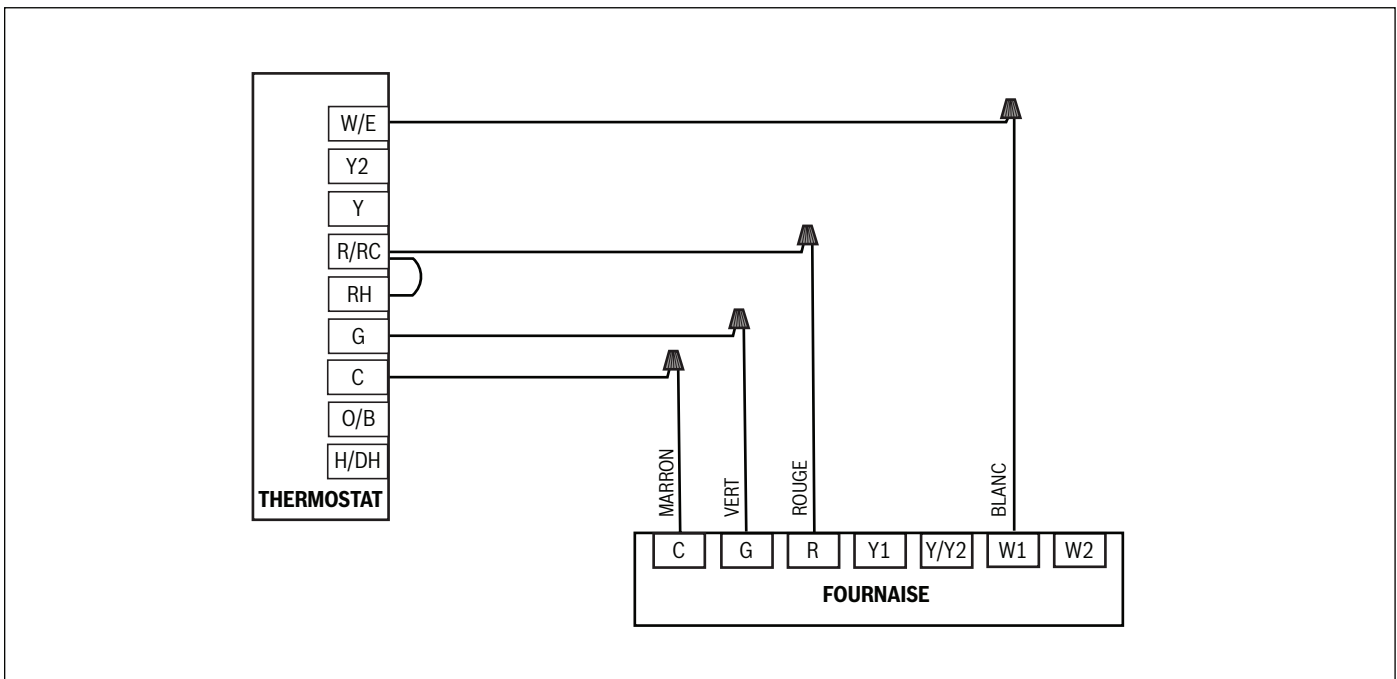 W/E
Y2
Y
R/RC
RH
G
C
O/B
H/DH
THERMOSTAT
MARRON
VERT
ROUGE
BLANC
C
G
R
Y1
Y/Y2
W1
W2
FOURNAISE